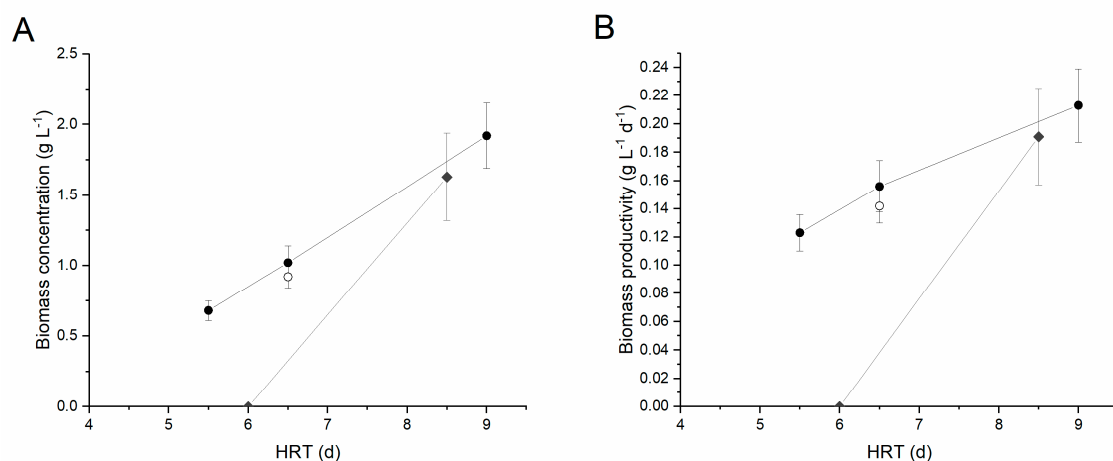 A
Biomass concentration (g L⁻¹)
2.5
2.0
1.5
1.0
0.5
0.0
4 5 6 7 8 9
HRT (d)
B
Biomass productivity (g L⁻¹ d⁻¹)
0.24
0.22
0.20
0.18
0.16
0.14
0.12
0.10
0.08
0.06
0.04
0.02
0.00
4 5 6 7 8 9
HRT (d)